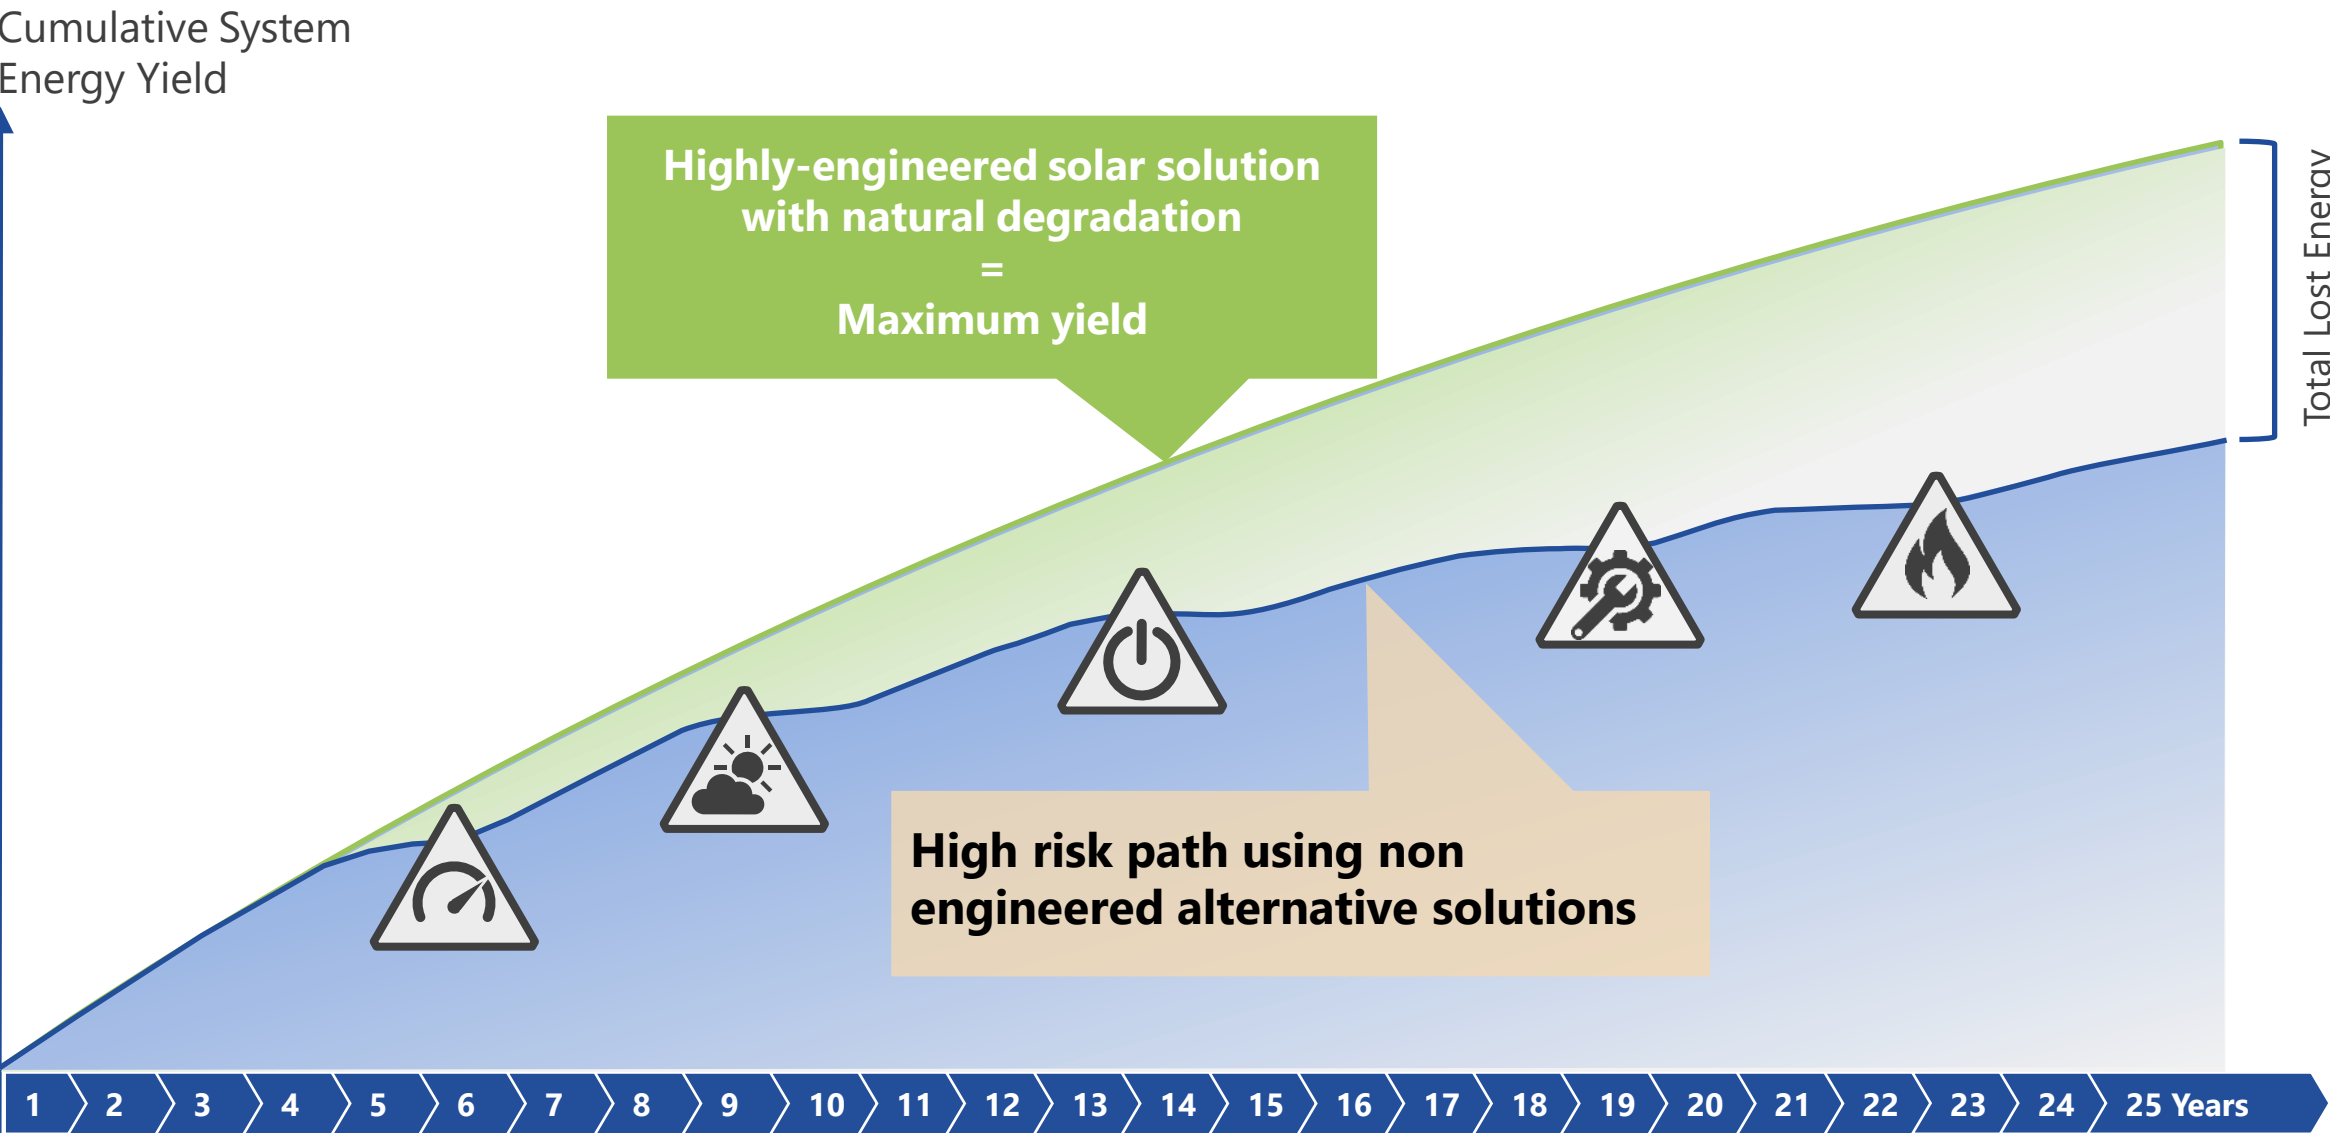 Cumulative System
Energy Yield
Highly-engineered solar solution
with natural degradation
=
Maximum yield
Total Lost Energy
High risk path using non
engineered alternative solutions
1 2 3 4 5 6 7 8 9 10 11 12 13 14 15 16 17 18 19 20 21 22 23 24 25 Years